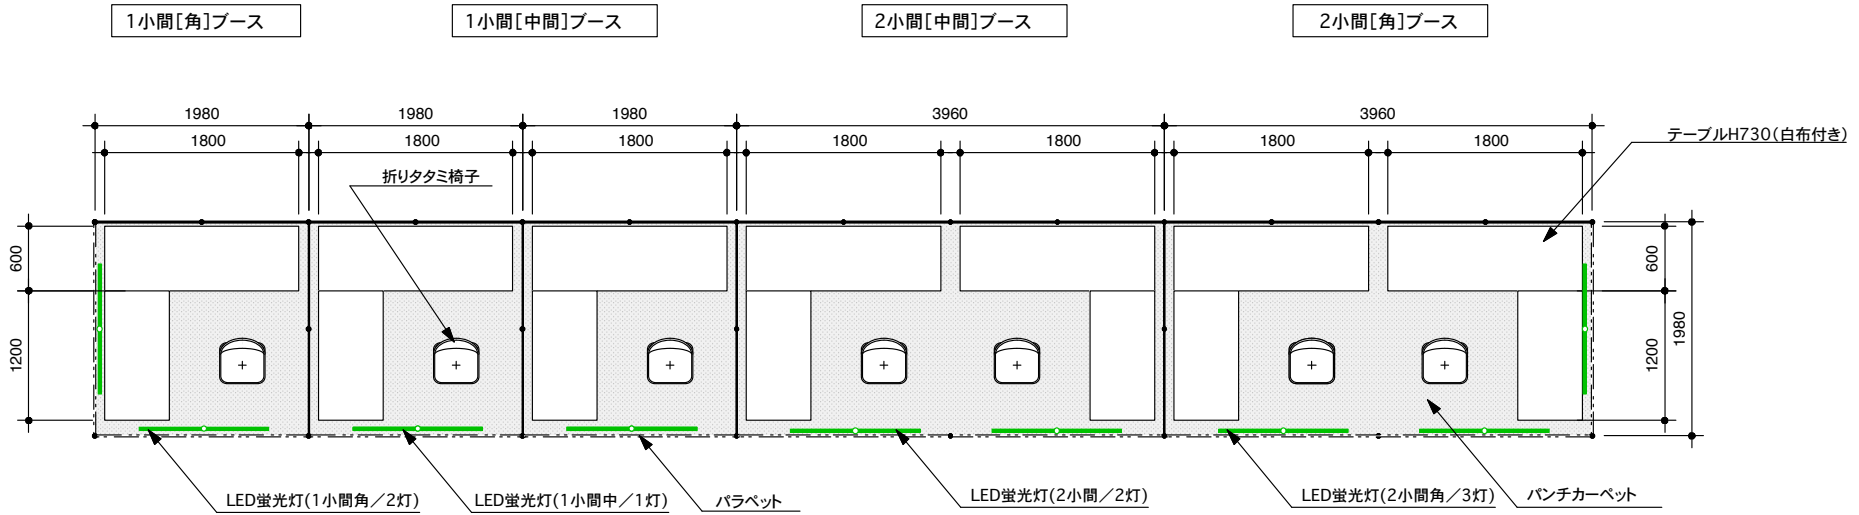 1小間[角]ブース
1小間[中間]ブース
2小間[中間]ブース
2小間[角]ブース
1980
1980
1980
3960
3960
1800
1800
1800
1800
1800
1800
1800
テーブルH730(白布付き)
折りタタミ椅子
600
1200
600
1200
1980
LED蛍光灯(1小間角／2灯)
LED蛍光灯(1小間中／1灯)
パラペット
LED蛍光灯(2小間／2灯)
LED蛍光灯(2小間角／3灯)
パンチカーペット